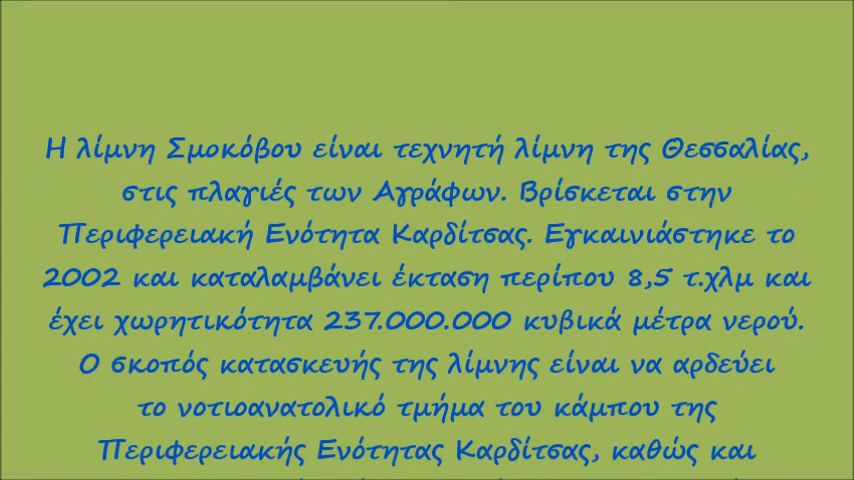 Η λίμνη Σμοκόβου είναι τεχνητή λίμνη της Θεσσαλίας,
στις πλαγιές των Αγράφων. Βρίσκεται στην
Περιφερειακή Ενότητα Καρδίτσας. Εγκαινιάστηκε το
2002 και καταλαμβάνει έκταση περίπου 8,5 τ.χλμ και
έχει χωρητικότητα 237.000.000 κυβικά μέτρα νερού.
Ο σκοπός κατασκευής της λίμνης είναι να αρδεύει
το νοτιοανατολικό τμήμα του κάμπου της
Περιφερειακής Ενότητας Καρδίτσας, καθώς και